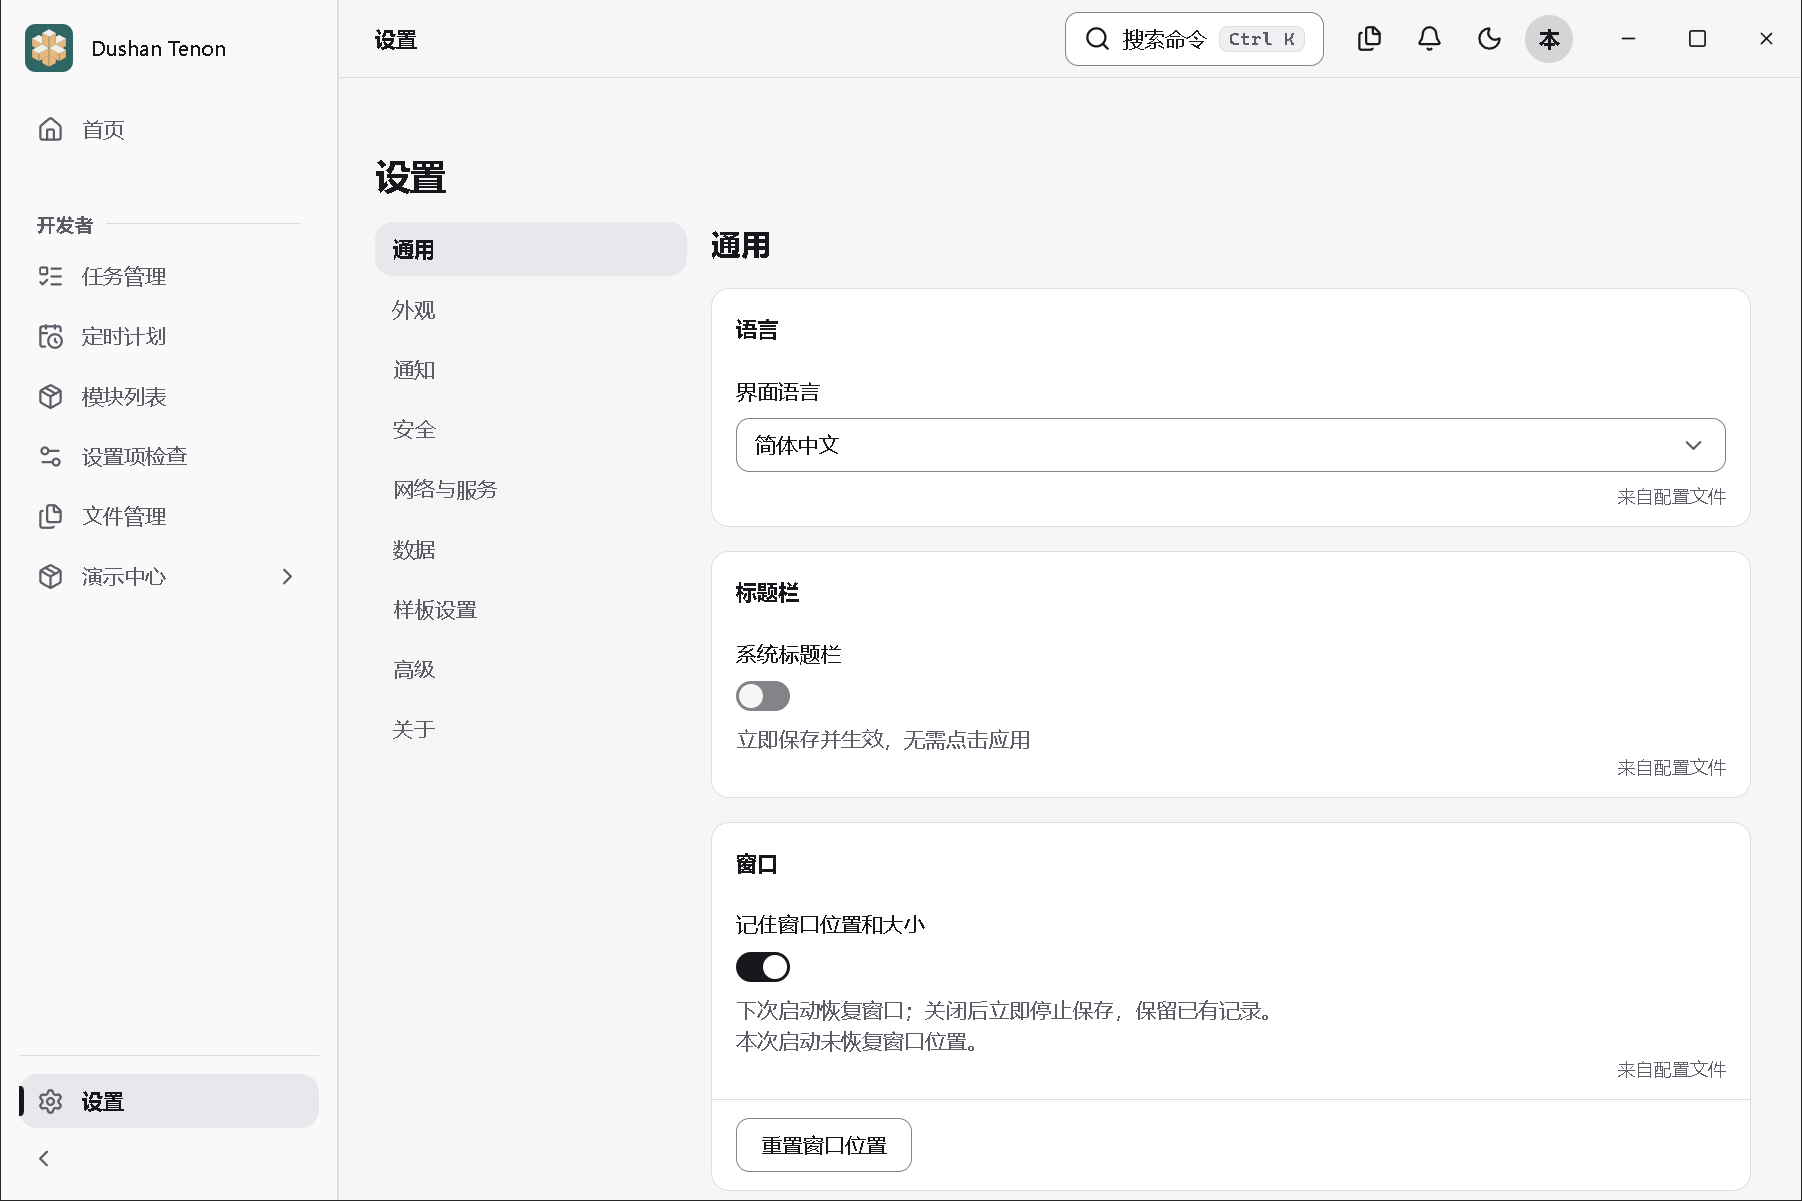 Dushan Tenon
首页
开发者
任务管理
定时计划
模块列表
设置项检查
文件管理
演示中心
设置
设置
搜索命令 Ctrl K
本
设置
通用
外观
通知
安全
网络与服务
数据
样板设置
高级
关于
通用
语言
界面语言
简体中文
来自配置文件
标题栏
系统标题栏
立即保存并生效，无需点击应用
来自配置文件
窗口
记住窗口位置和大小
下次启动恢复窗口；关闭后立即停止保存，保留已有记录。
本次启动未恢复窗口位置。
来自配置文件
重置窗口位置